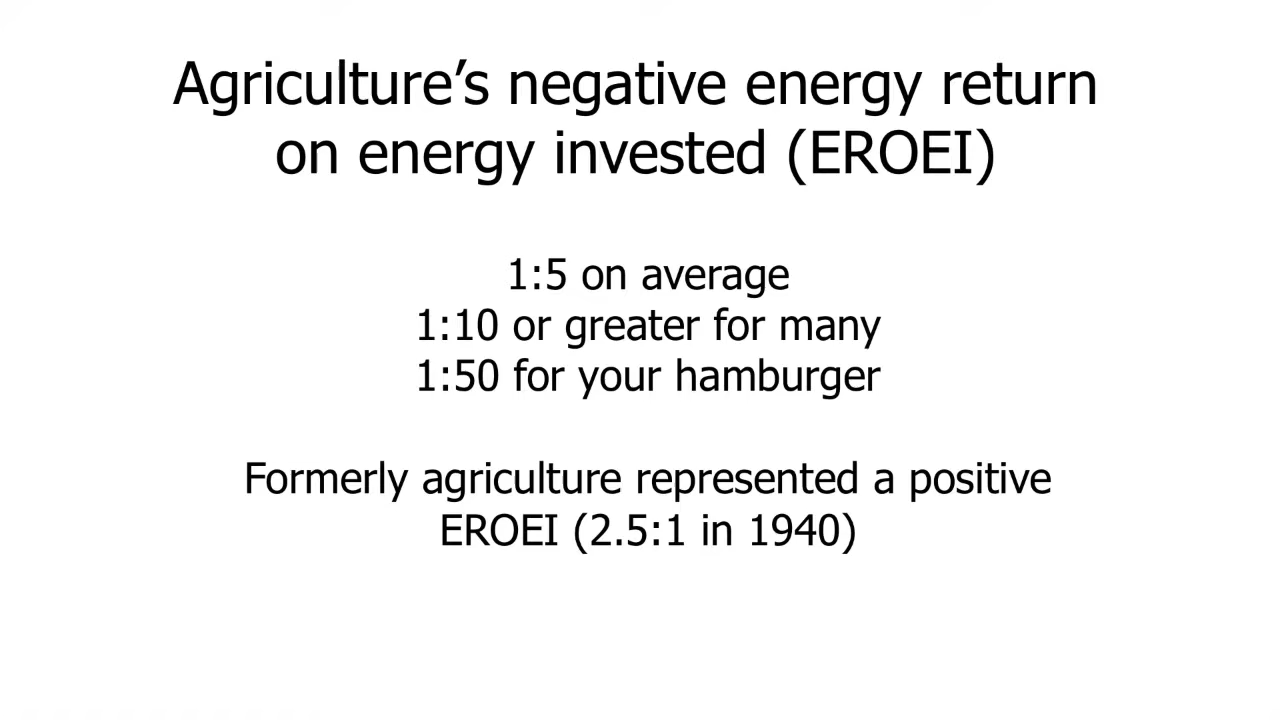 Agriculture’s negative energy return
on energy invested (EROEI)
1:5 on average
1:10 or greater for many
1:50 for your hamburger
Formerly agriculture represented a positive
EROEI (2.5:1 in 1940)